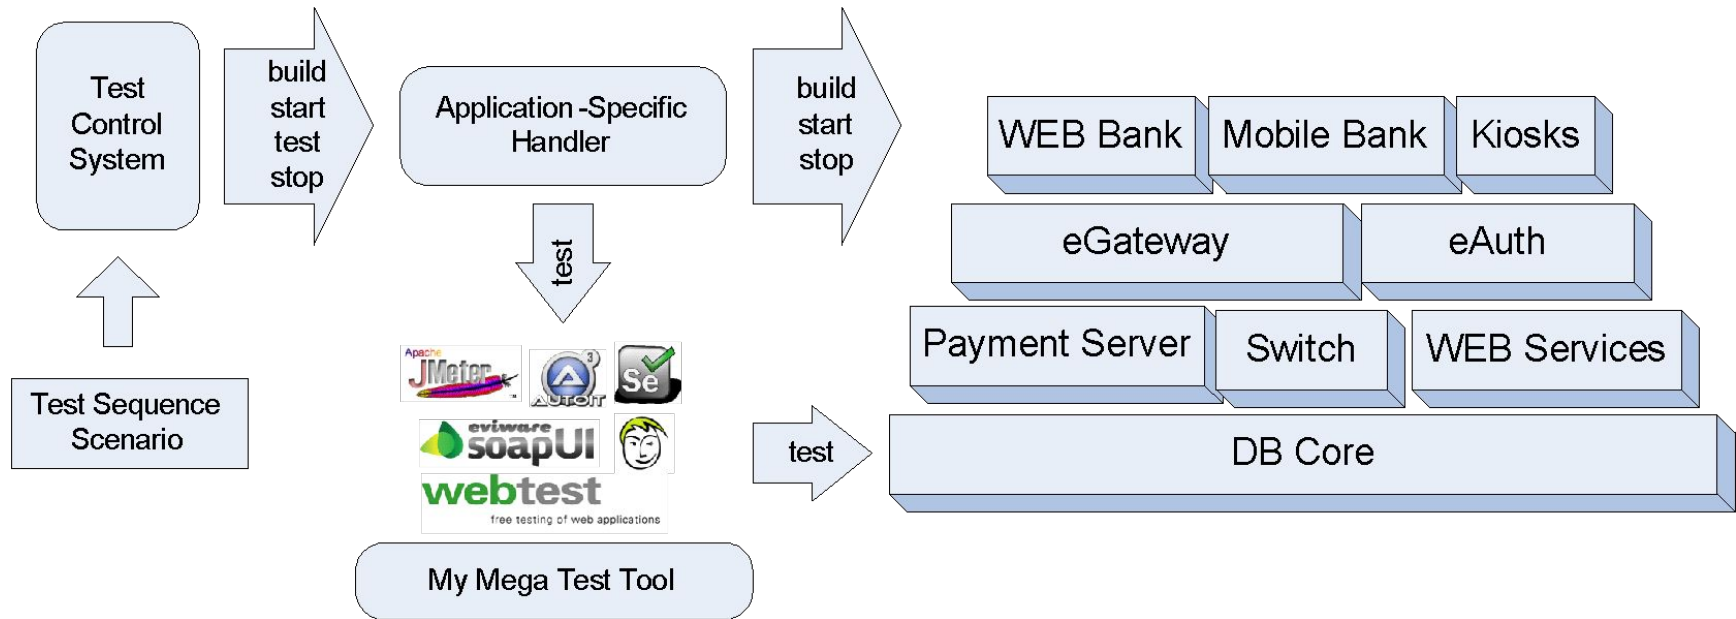 Test
Control
System
build
start
test
stop
Application -Specific
Handler
build
start
stop
WEB Bank
Mobile Bank
Kiosks
eGateway
eAuth
Payment Server
Switch
WEB Services
DB Core
test
Test Sequence
Scenario
Apache
JMeter
3
A
AUTOIT
Se
eviware
soapUI
webtest
free testing of web applications
test
My Mega Test Tool